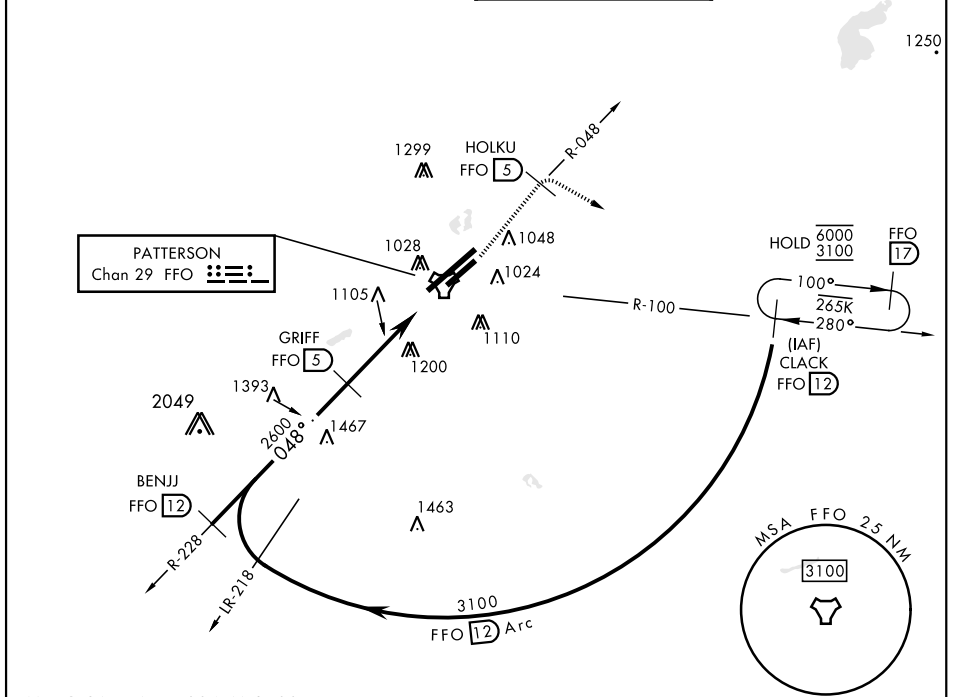 1250
R-048
HOLKU
FFO 5
1299
1048
1028
1024
PATTERSON
Chan 29 FFO
1105
GRIFF
FFO 5
1110
1200
R-100
HOLD 6000
3100
FFO
17
100°
265K
280°
(IAF)
CLACK
FFO 12
1393
2049
2600
048°
1467
BENJJ
FFO 12
R-228
LR-218
1463
3100
FFO 12 Arc
MSA FFO 25 NM
3100